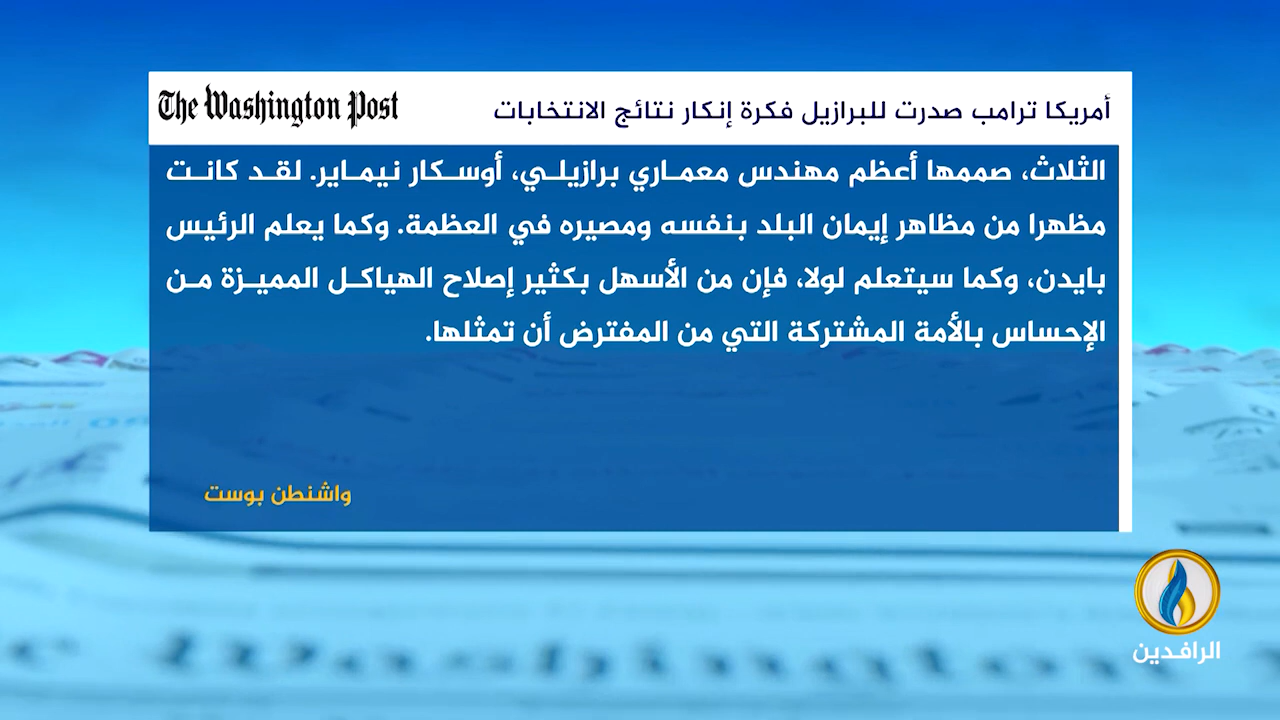 The Washington Post
أمريكا ترامب صدرت للبرازيل فكرة إنكار نتائج الانتخابات
الثلاث، صممها أعظم مهندس معماري برازيلي، أوسكار نيماير. لقد كانت
مظهرا من مظاهر إيمان البلد بنفسه ومصيره في العظمة. وكما يعلم الرئيس
بايدن، وكما سيتعلم لولا، فإن من الأسهل بكثير إصلاح الهياكل المميزة من
الإحساس بالأمة المشتركة التي من المفترض أن تمثلها.
واشنطن بوست
الرافدين